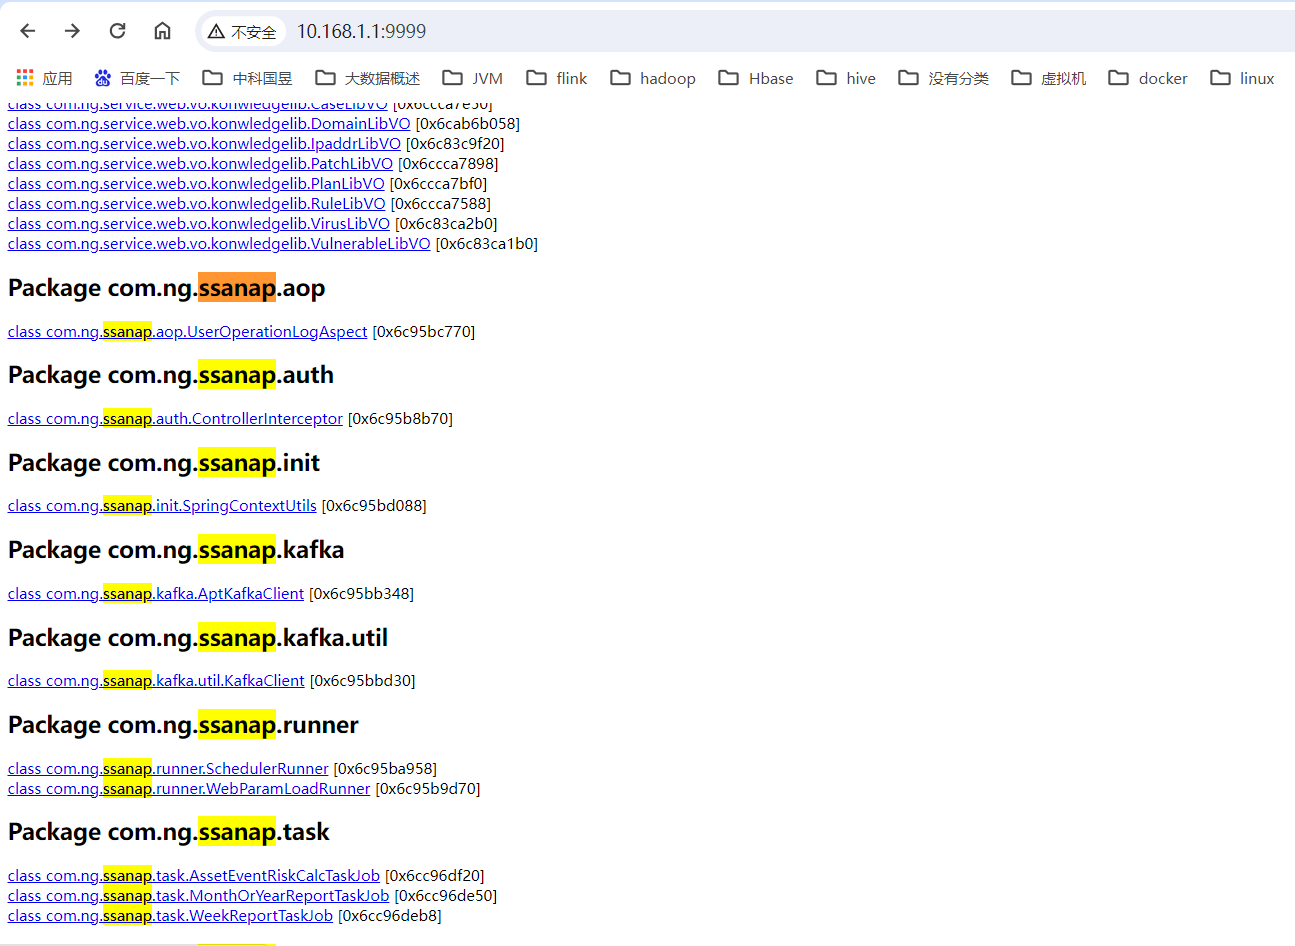 不安全 10.168.1.1:9999
应用 百度一下 中科国昱 大数据概述 JVM flink hadoop Hbase hive 没有分类 虚拟机 docker linux
class com.ng.service.web.vo.konwledgelib.CaseLibVO [0x6ccca7e50]
class com.ng.service.web.vo.konwledgelib.DomainLibVO [0x6cab6b058]
class com.ng.service.web.vo.konwledgelib.IpaddrLibVO [0x6c83c9f20]
class com.ng.service.web.vo.konwledgelib.PatchLibVO [0x6ccca7898]
class com.ng.service.web.vo.konwledgelib.PlanLibVO [0x6ccca7bf0]
class com.ng.service.web.vo.konwledgelib.RuleLibVO [0x6ccca7588]
class com.ng.service.web.vo.konwledgelib.VirusLibVO [0x6c83ca2b0]
class com.ng.service.web.vo.konwledgelib.VulnerableLibVO [0x6c83ca1b0]
Package com.ng.ssanap.aop
class com.ng.ssanap.aop.UserOperationLogAspect [0x6c95bc770]
Package com.ng.ssanap.auth
class com.ng.ssanap.auth.ControllerInterceptor [0x6c95b8b70]
Package com.ng.ssanap.init
class com.ng.ssanap.init.SpringContextUtils [0x6c95bd088]
Package com.ng.ssanap.kafka
class com.ng.ssanap.kafka.AptKafkaClient [0x6c95bb348]
Package com.ng.ssanap.kafka.util
class com.ng.ssanap.kafka.util.KafkaClient [0x6c95bbd30]
Package com.ng.ssanap.runner
class com.ng.ssanap.runner.SchedulerRunner [0x6c95ba958]
class com.ng.ssanap.runner.WebParamLoadRunner [0x6c95b9d70]
Package com.ng.ssanap.task
class com.ng.ssanap.task.AssetEventRiskCalcTaskJob [0x6cc96df20]
class com.ng.ssanap.task.MonthOrYearReportTaskJob [0x6cc96de50]
class com.ng.ssanap.task.WeekReportTaskJob [0x6cc96deb8]